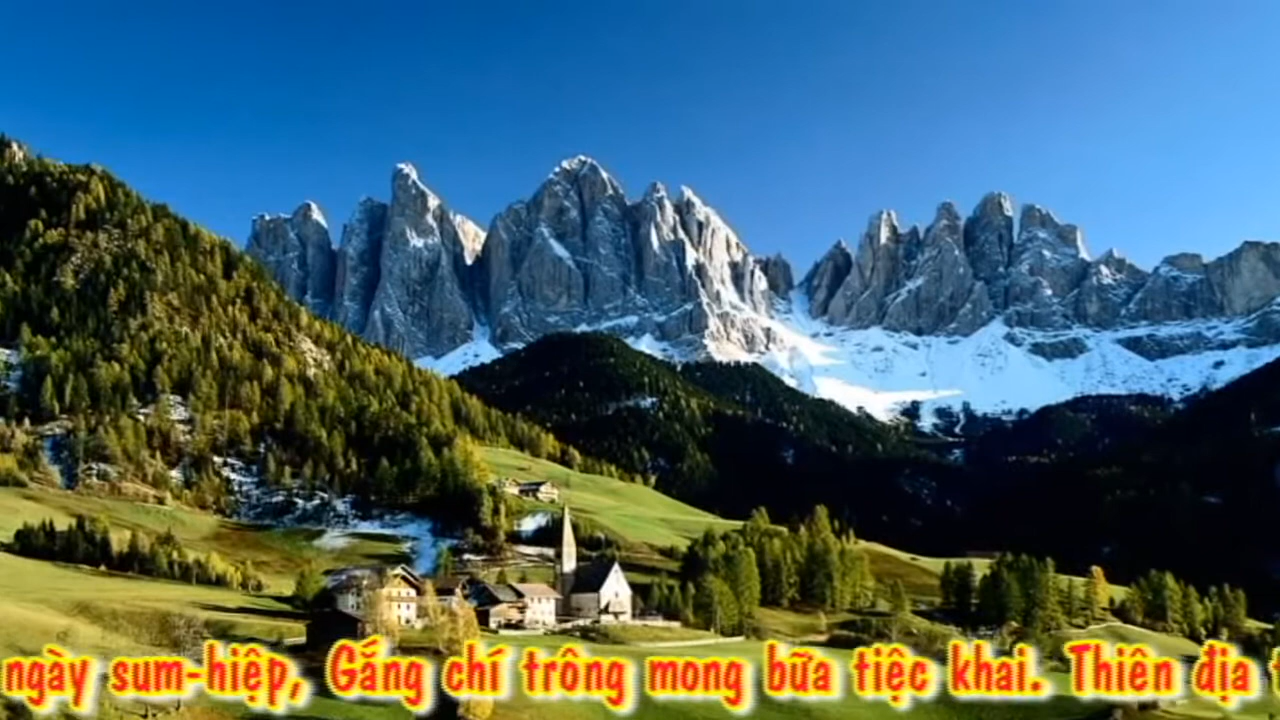 ngày sum-hiệp, Gắng chí trông mong bữa tiệc khai. Thiên địa